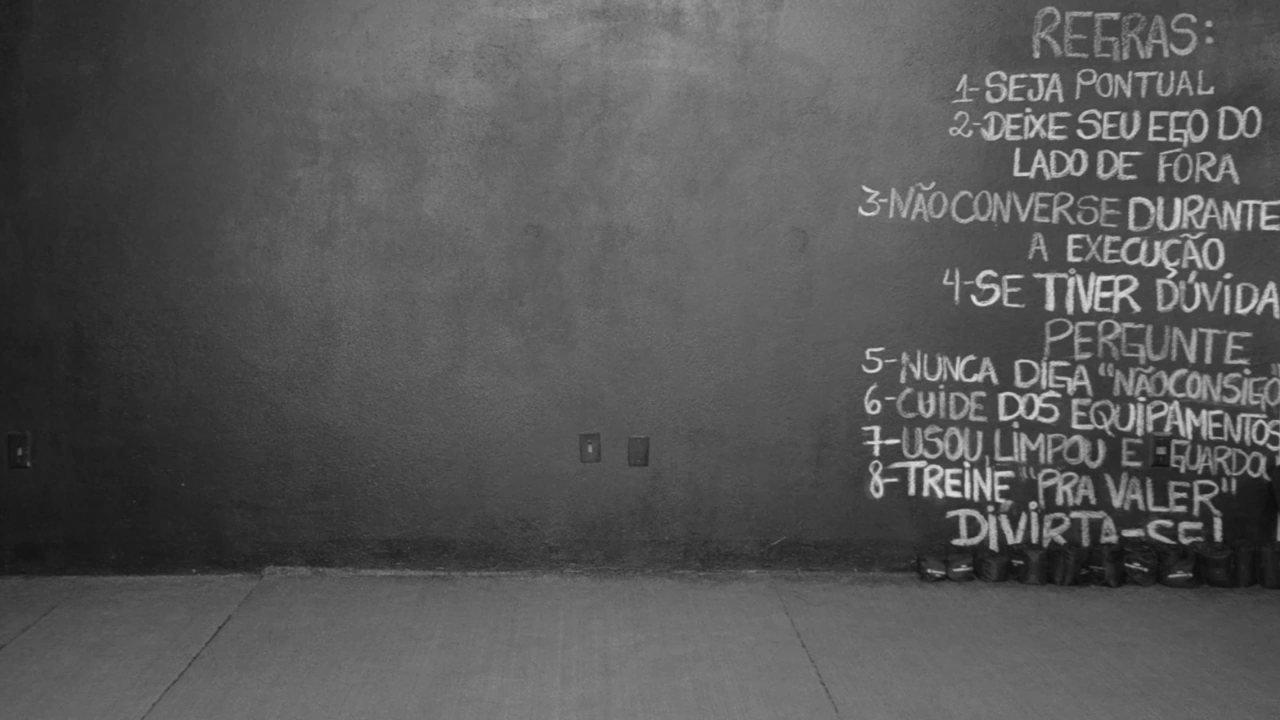 REGRAS:
1-SEJA PONTUAL
2-DEIXE SEU EGO DO
LADO DE FORA
3-NÃO CONVERSE DURANTE
A EXECUÇÃO
4-SE TIVER DÚVIDA
PERGUNTE
5-NUNCA DIGA "NÃO CONSIGO"
6-CUIDE DOS EQUIPAMENTOS
7-USOU, LIMPOU E GUARDOU
8-TREINE "PRA VALER"
DIVIRTA-SE!